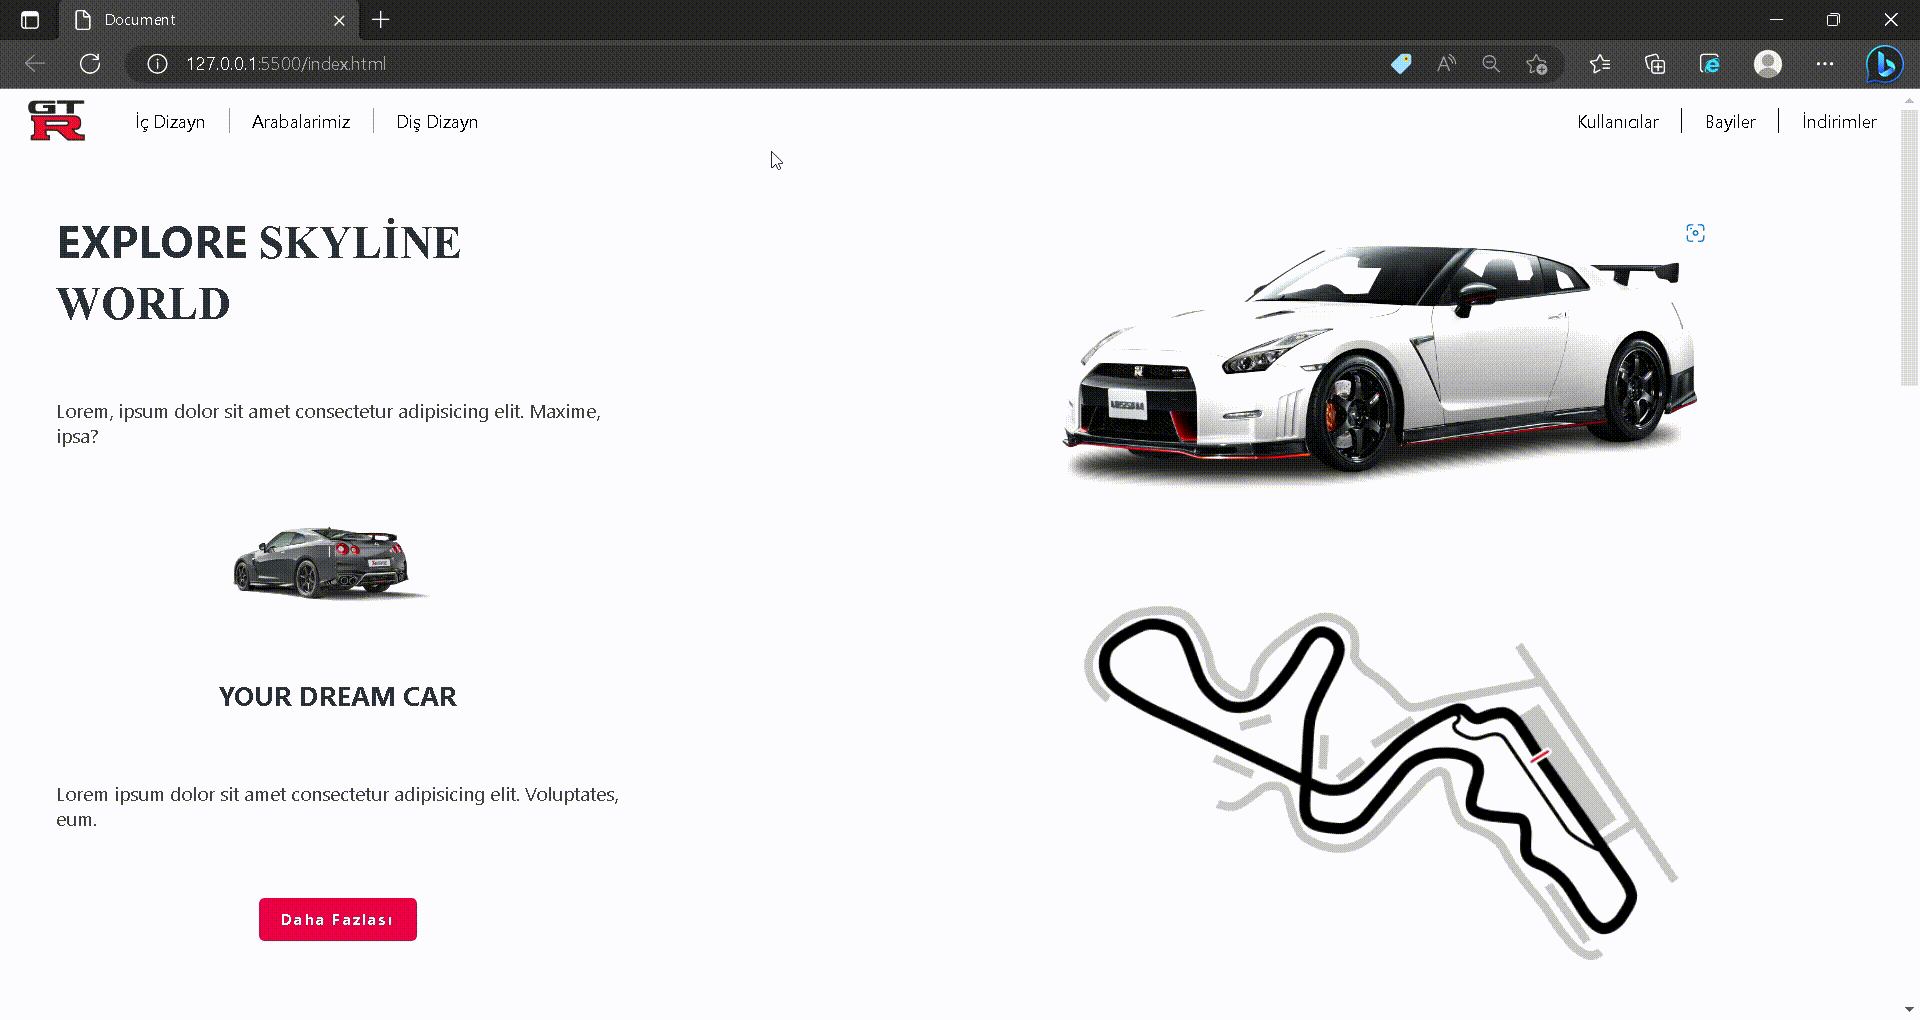 Document
127.0.0.1:5500/index.html
GT
R
İç Dizayn
Arabalarimiz
Diş Dizayn
Kullanıcılar
Bayiler
İndirimler
EXPLORE SKYLİNE
WORLD
Lorem, ipsum dolor sit amet consectetur adipisicing elit. Maxime,
ipsa?
NISSAN
YOUR DREAM CAR
Lorem ipsum dolor sit amet consectetur adipisicing elit. Voluptates,
eum.
Daha Fazlası